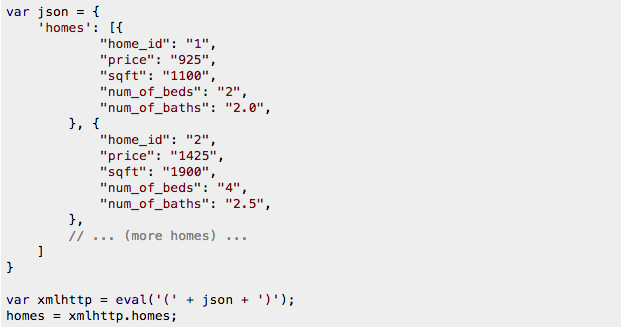 var json = {
    'homes': [{
            "home_id": "1",
            "price": "925",
            "sqft": "1100",
            "num_of_beds": "2",
            "num_of_baths": "2.0",
        }, {
            "home_id": "2",
            "price": "1425",
            "sqft": "1900",
            "num_of_beds": "4",
            "num_of_baths": "2.5",
        },
        // ... (more homes) ...
    ]
}
var xmlhttp = eval('(' + json + ')');
homes = xmlhttp.homes;